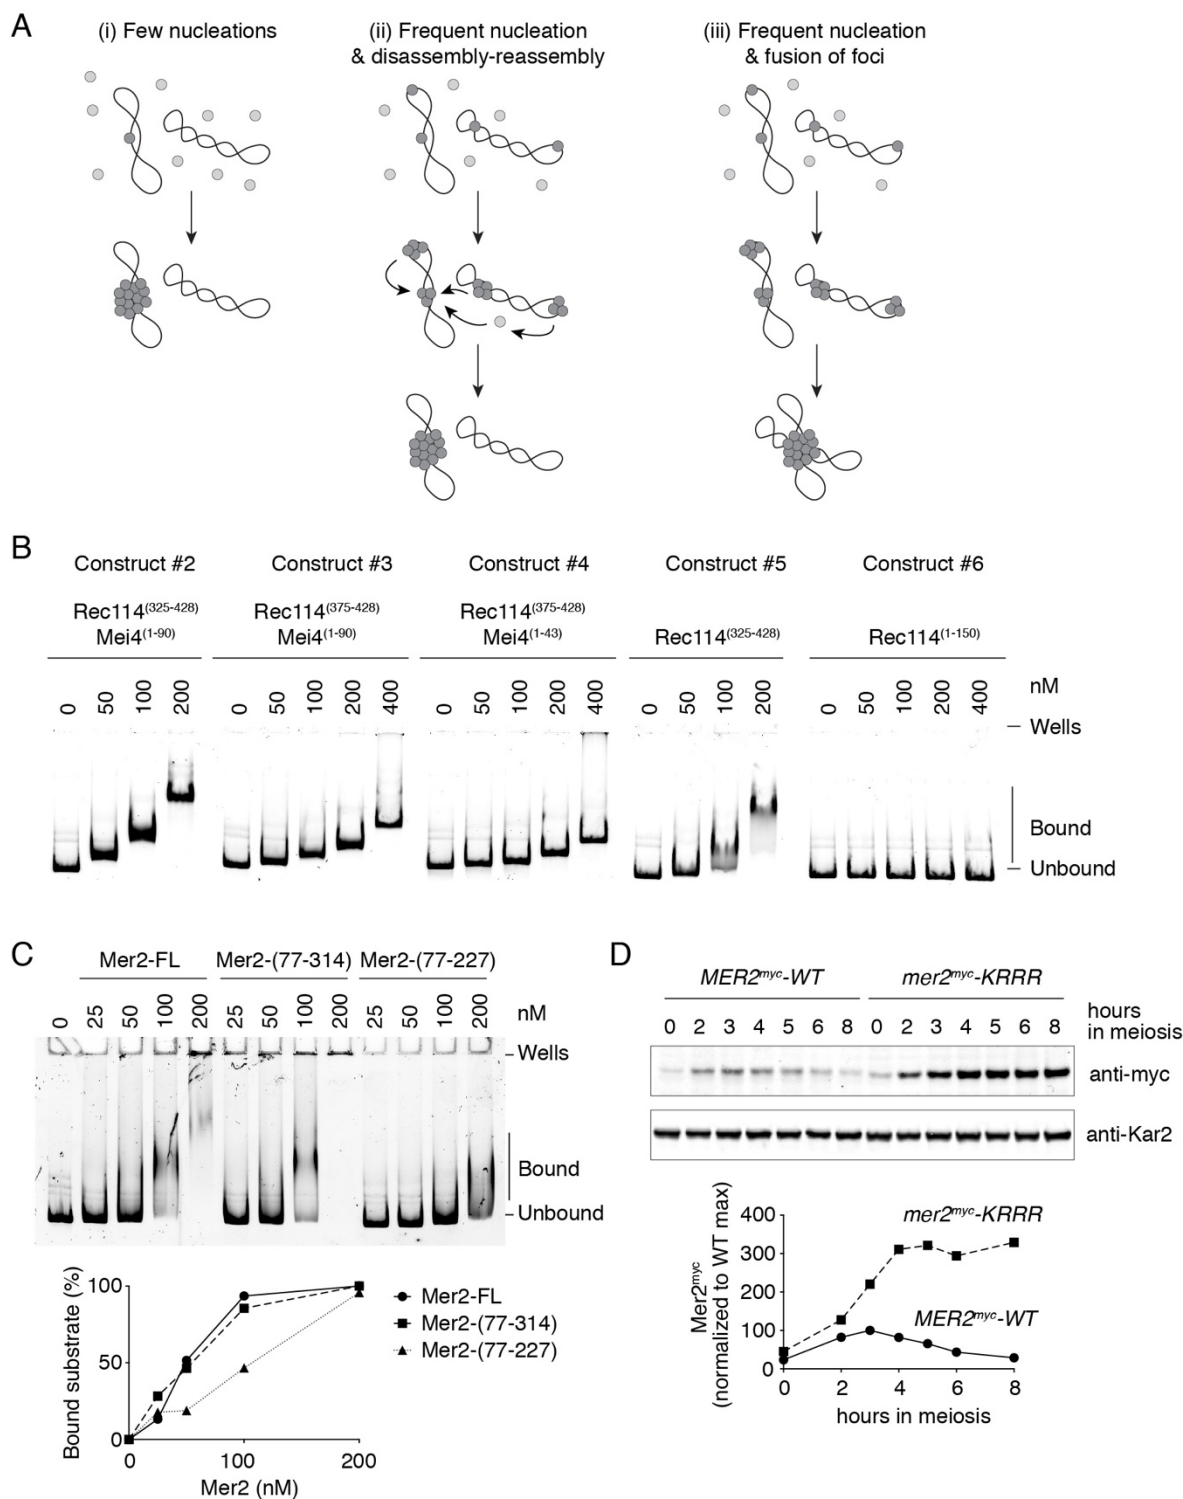 A
(i) Few nucleations
(ii) Frequent nucleation
& disassembly-reassembly
(iii) Frequent nucleation
& fusion of foci
B
Construct #2
Construct #3
Construct #4
Construct #5
Construct #6
Rec114(325-428)
Mei4(1-90)
Rec114(375-428)
Mei4(1-90)
Rec114(375-428)
Mei4(1-43)
Rec114(325-428)
Rec114(1-150)
0 50 100 200
0 50 100 200 400
0 50 100 200 400
0 50 100 200
0 50 100 200 400
nM
Wells
Bound
Unbound
C
Mer2-FL
Mer2-(77-314)
Mer2-(77-227)
0 25 50 100 200 25 50 100 200 25 50 100 200
nM
Wells
Bound
Unbound
Bound substrate (%)
100
50
0
0 100 200
Mer2 (nM)
Mer2-FL
Mer2-(77-314)
Mer2-(77-227)
D
MER2myc-WT
mer2myc-KRRR
0 2 3 4 5 6 8 0 2 3 4 5 6 8
hours
in meiosis
anti-myc
anti-Kar2
Mer2myc
(normalized to WT max)
400
300
200
100
0
mer2myc-KRRR
MER2myc-WT
0 2 4 6 8
hours in meiosis